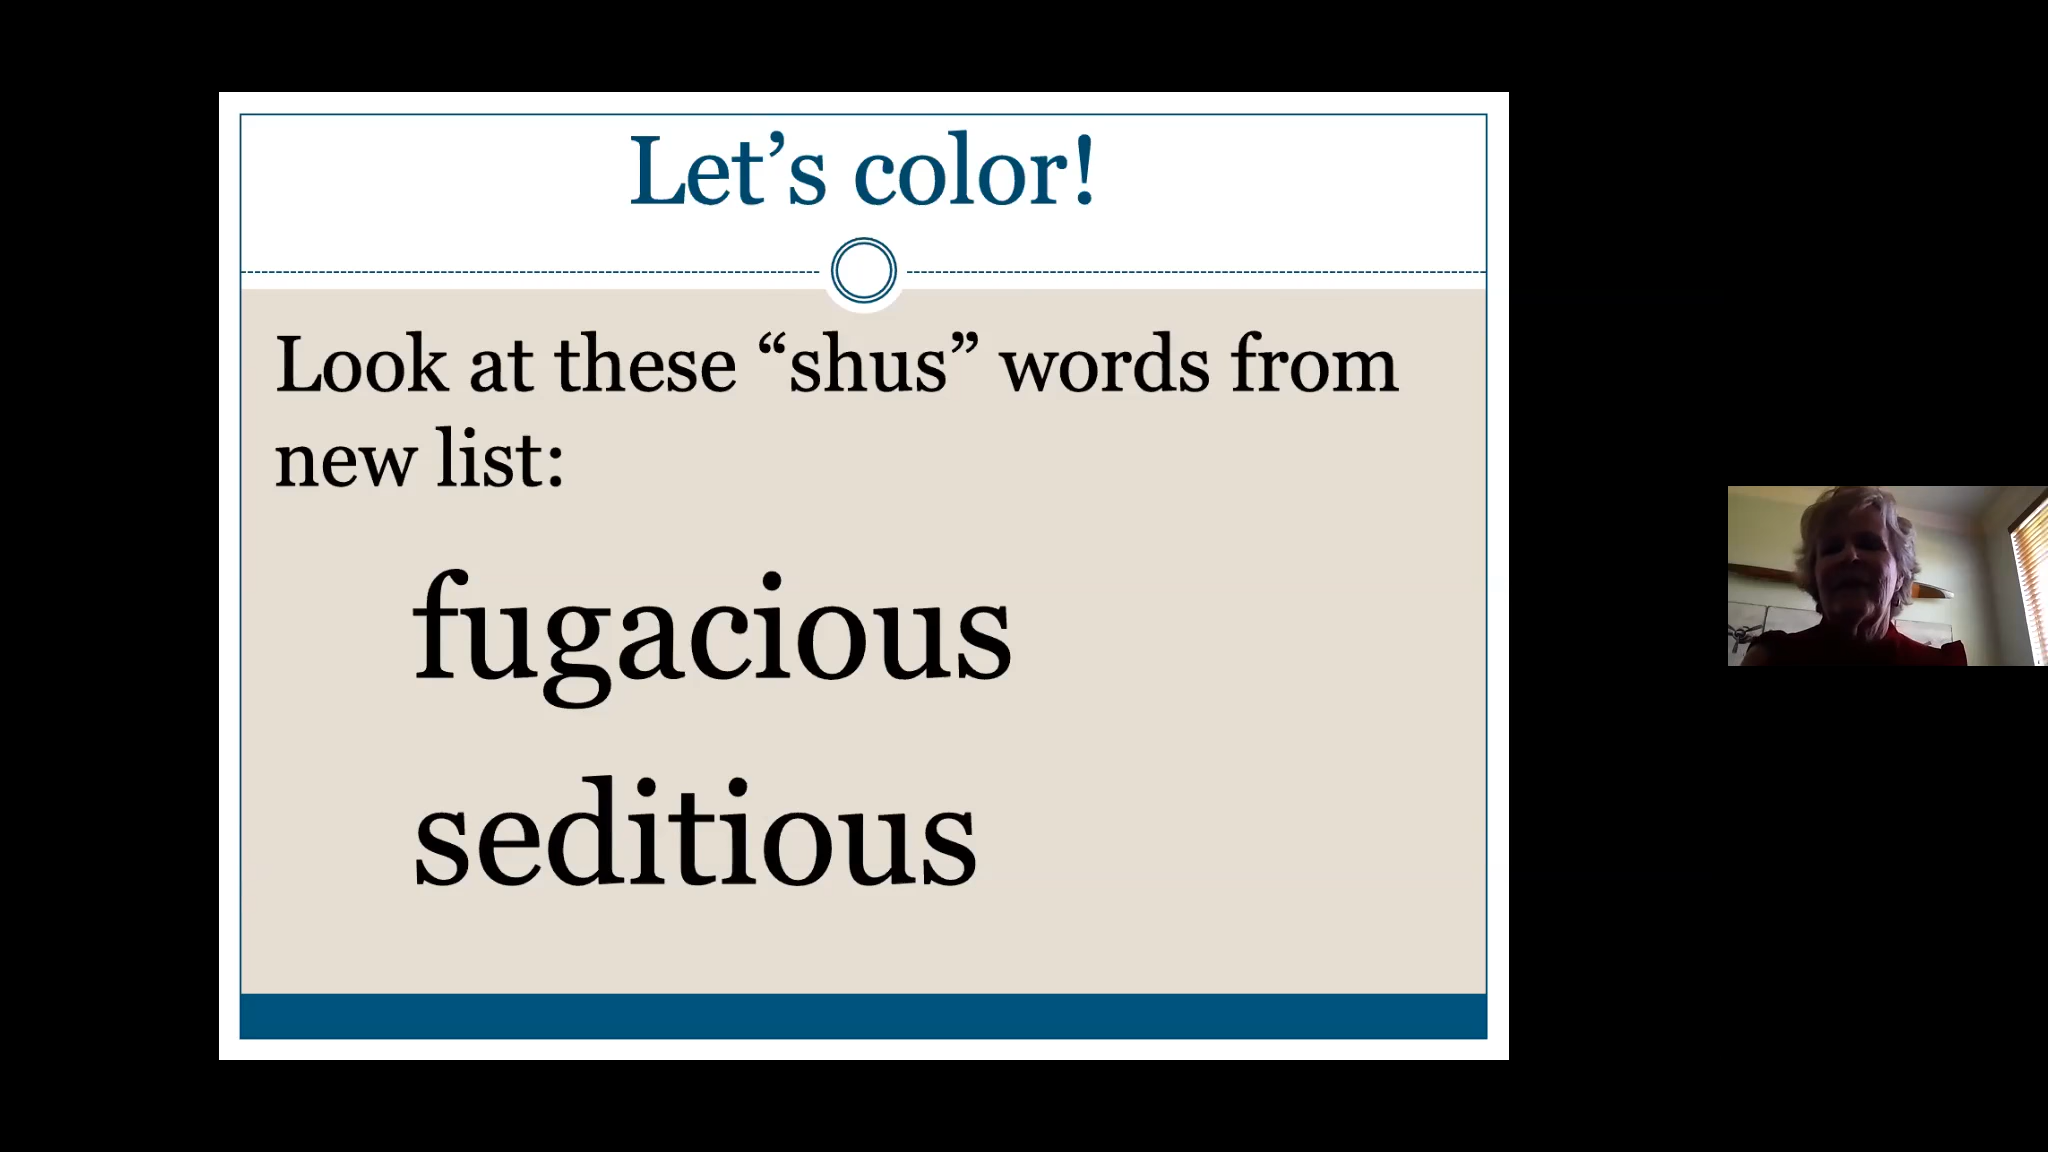 Let’s color!
Look at these “shus” words from
new list:
fugacious
seditious